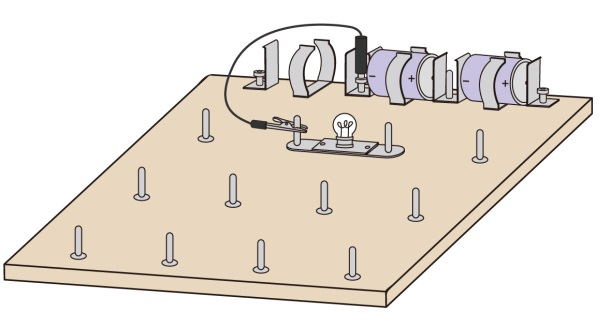 − + − +